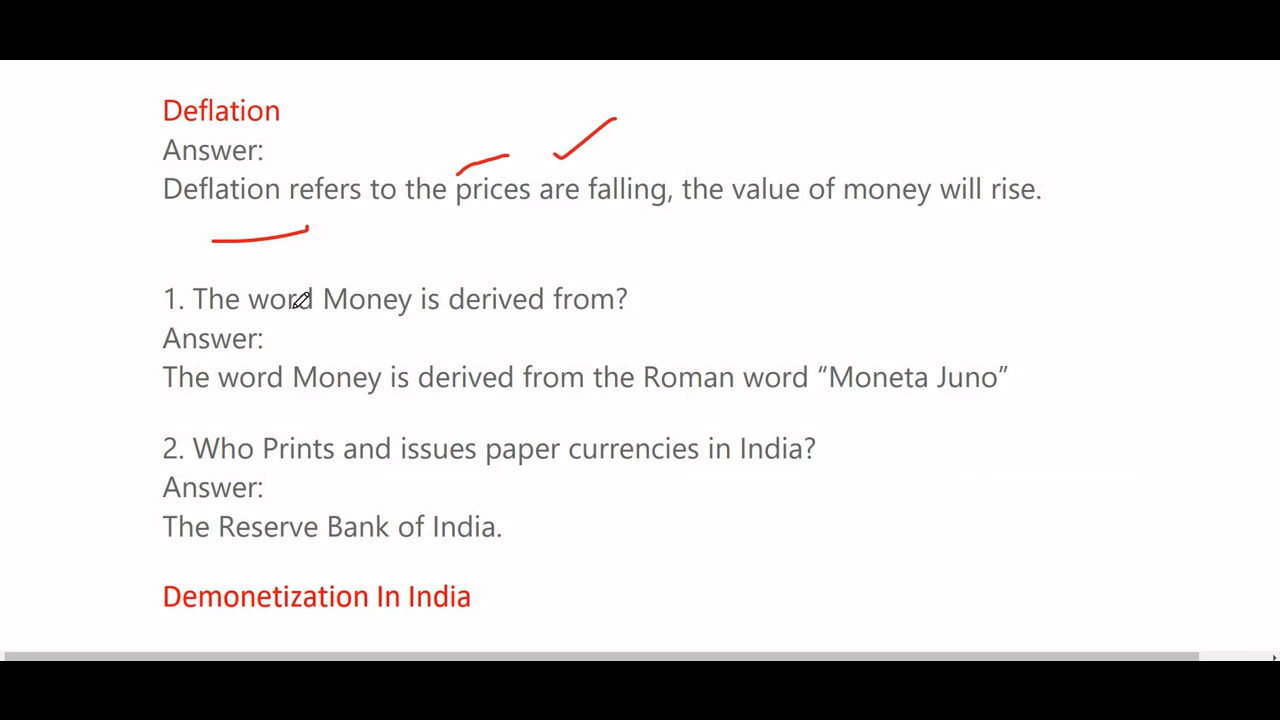 Deflation
Answer:
Deflation refers to the prices are falling, the value of money will rise.
1. The word Money is derived from?
Answer:
The word Money is derived from the Roman word “Moneta Juno”
2. Who Prints and issues paper currencies in India?
Answer:
The Reserve Bank of India.
Demonetization In India